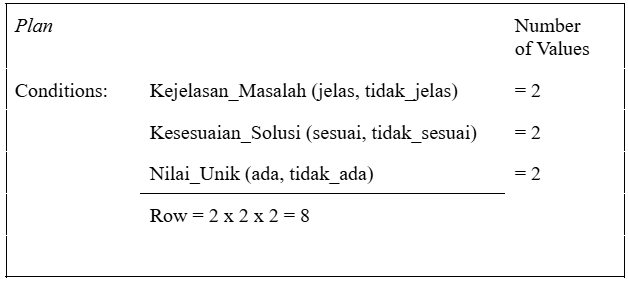 Plan
Number
of Values
Conditions: Kejelasan_Masalah (jelas, tidak_jelas) = 2
Kesesuaian_Solusi (sesuai, tidak_sesuai) = 2
Nilai_Unik (ada, tidak_ada) = 2
Row = 2 x 2 x 2 = 8